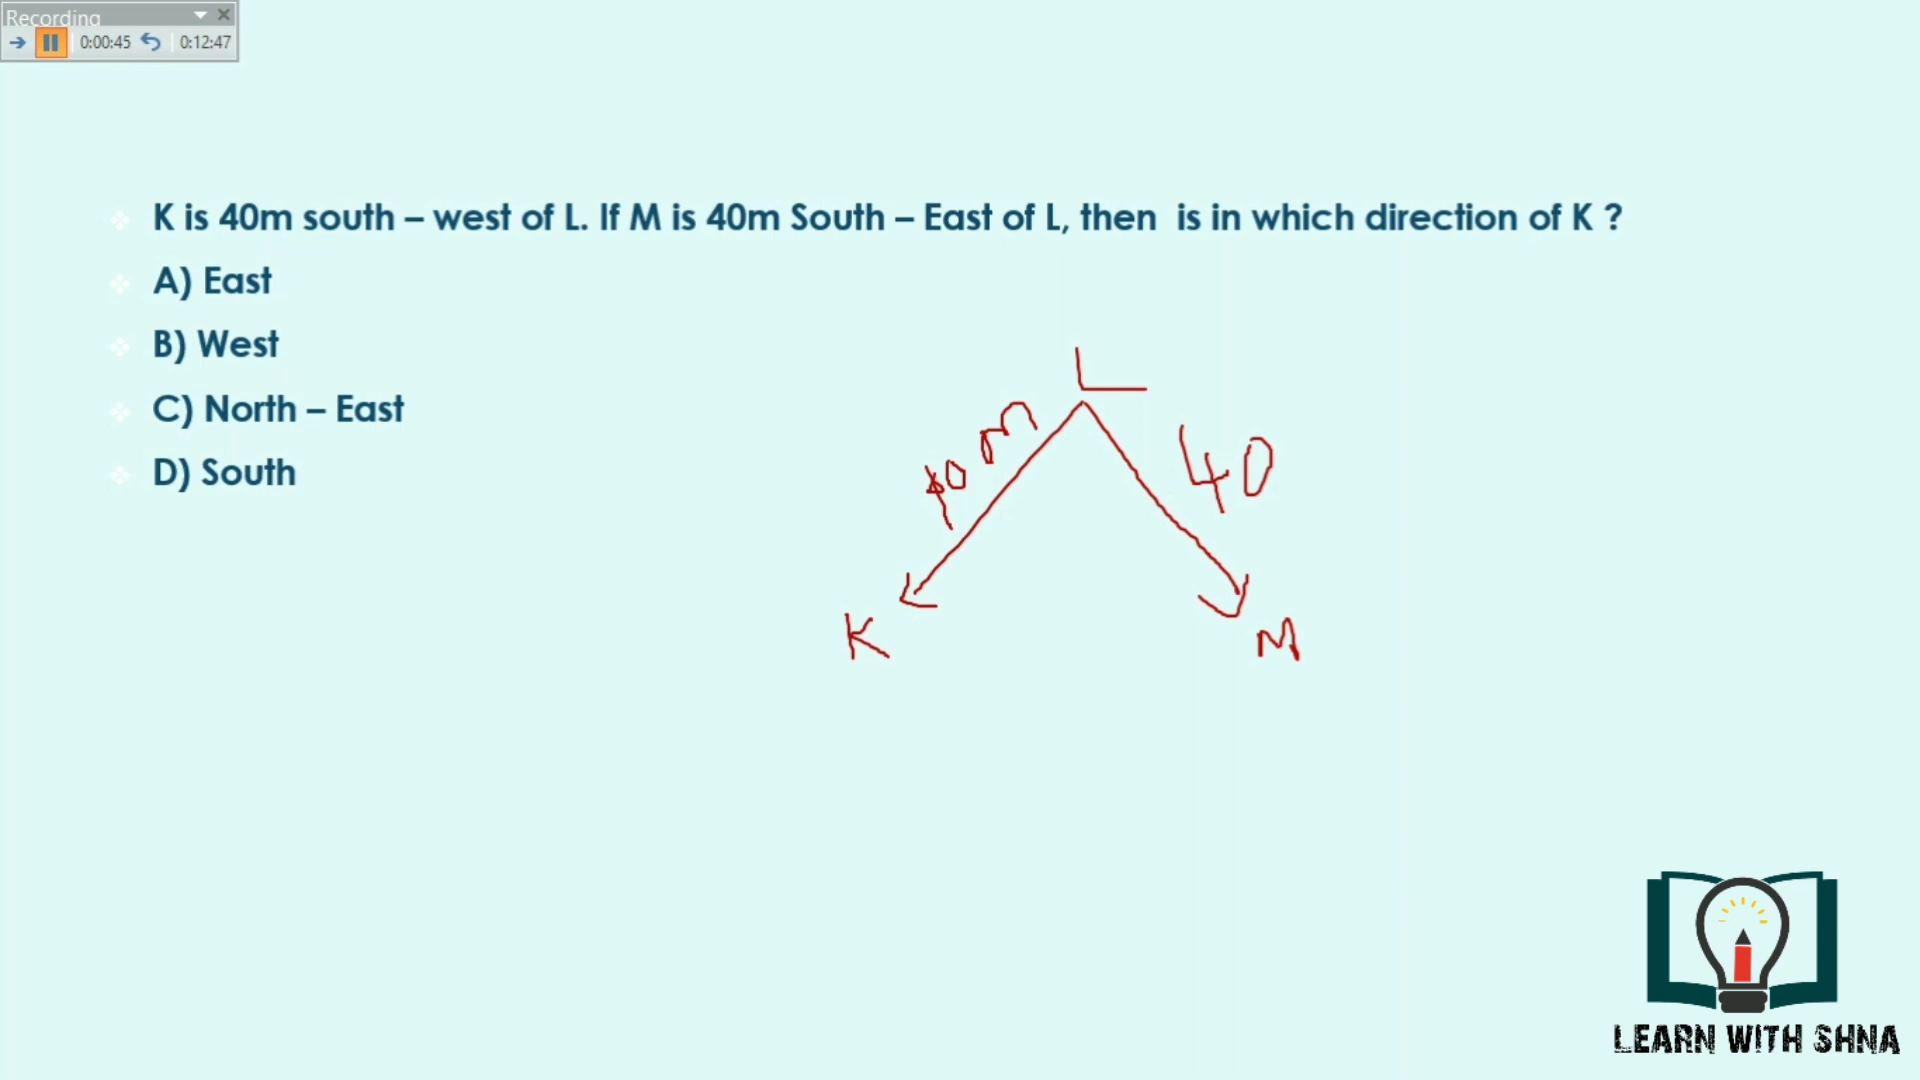 Recording
0:00:45 0:12:47
K is 40m south – west of L. If M is 40m South – East of L, then  is in which direction of K ?
A) East
B) West
C) North – East
D) South
L
40 m
40
K
M
LEARN WITH SHNA